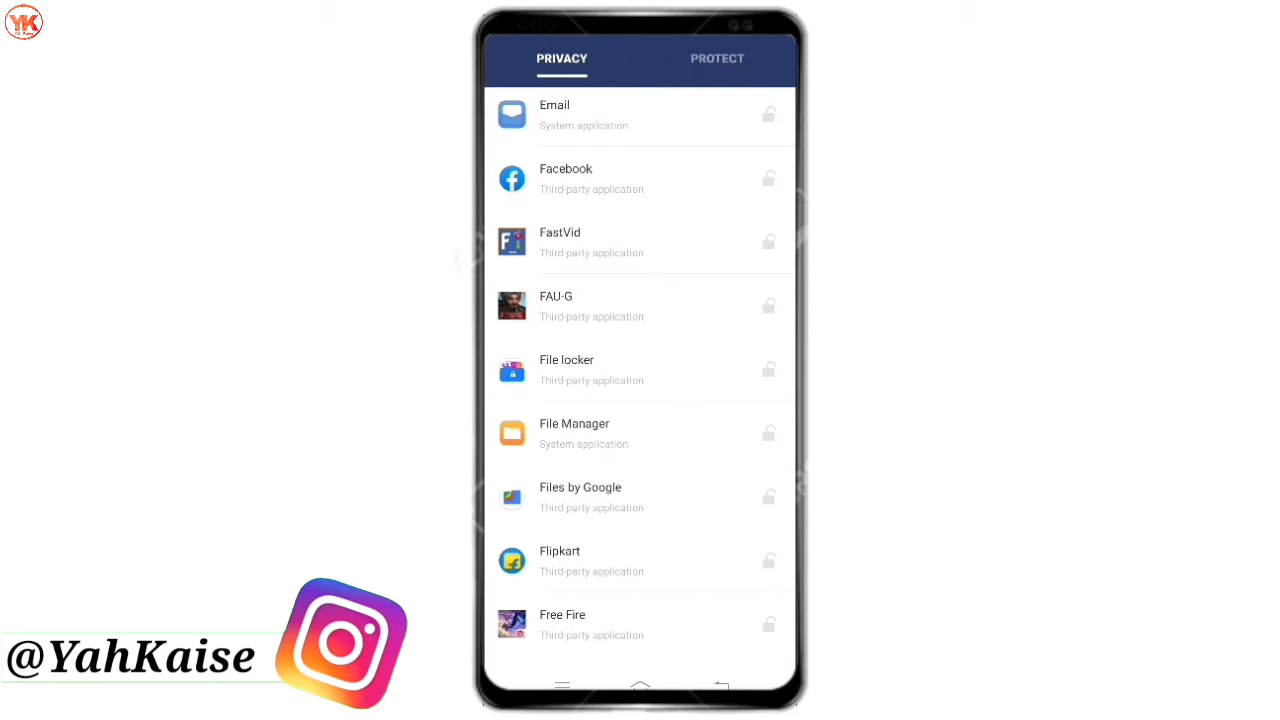 YK
PRIVACY
PROTECT
Email
System application
Facebook
Third-party application
FastVid
Third-party application
FAU-G
Third-party application
File locker
Third-party application
File Manager
System application
Files by Google
Third-party application
Flipkart
Third-party application
Free Fire
Third-party application
@YahKaise